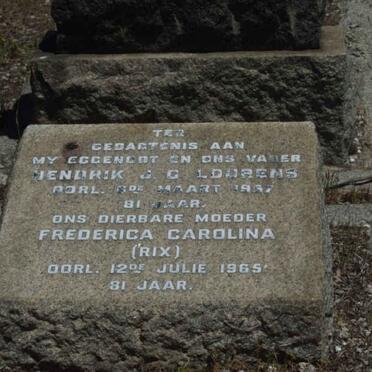 TER
GEDAGTENIS AAN
MY EGGENOOT EN ONS VADER
HENDRIK J. G. LOURENS
OORL. 6DE MAART 1957
81 JAAR.
ONS DIERBARE MOEDER
FREDERICA CAROLINA
(RIX)
OORL. 12DE JULIE 1965
81 JAAR.